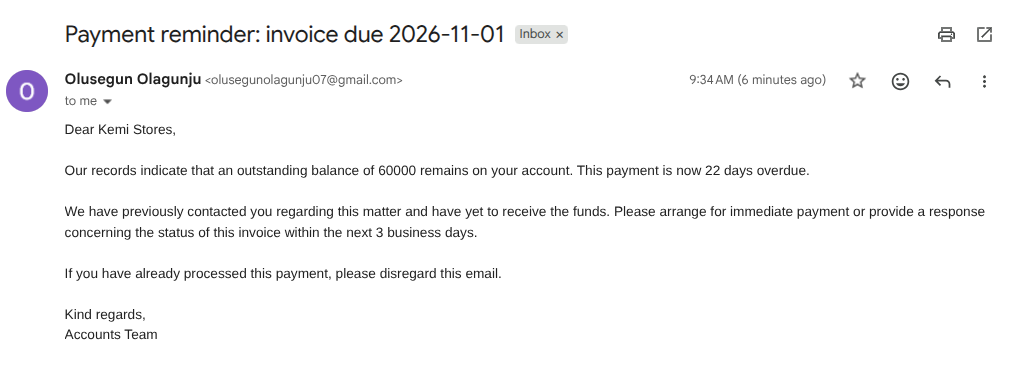 Payment reminder: invoice due 2026-11-01 Inbox ×
O
Olusegun Olagunju <olusegunolagunju07@gmail.com> 9:34 AM (6 minutes ago)
to me
Dear Kemi Stores,
Our records indicate that an outstanding balance of 60000 remains on your account. This payment is now 22 days overdue.
We have previously contacted you regarding this matter and have yet to receive the funds. Please arrange for immediate payment or provide a response
concerning the status of this invoice within the next 3 business days.
If you have already processed this payment, please disregard this email.
Kind regards,
Accounts Team